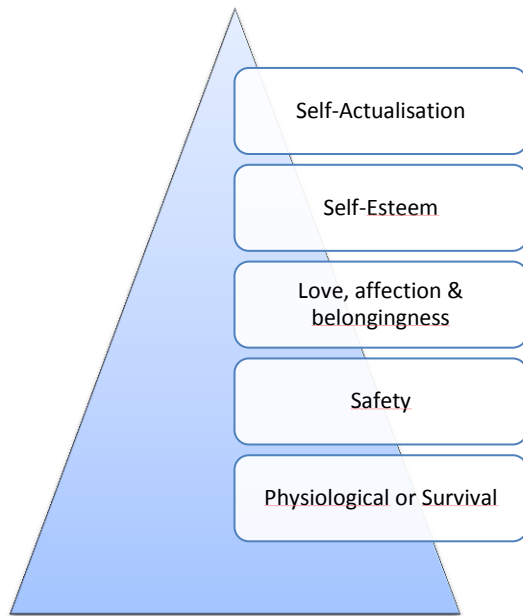 Self-Actualisation
Self-Esteem
Love, affection &
belongingness
Safety
Physiological or Survival